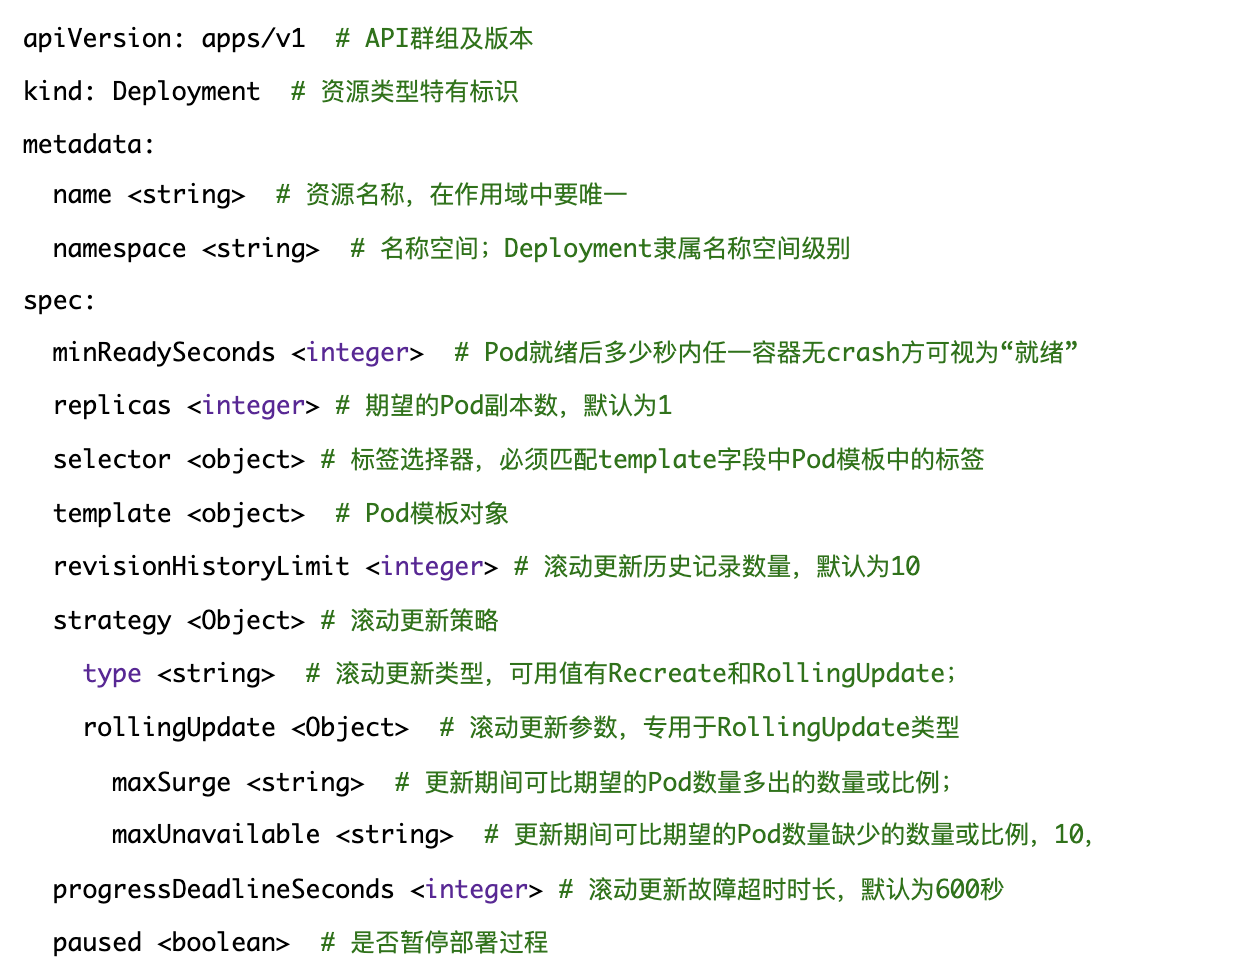 apiVersion: apps/v1  # API群组及版本
kind: Deployment  # 资源类型特有标识
metadata:
  name <string>  # 资源名称，在作用域中要唯一
  namespace <string>  # 名称空间；Deployment隶属名称空间级别
spec:
  minReadySeconds <integer>  # Pod就绪后多少秒内任一容器无crash方可视为“就绪”
  replicas <integer> # 期望的Pod副本数，默认为1
  selector <object> # 标签选择器，必须匹配template字段中Pod模板中的标签
  template <object>  # Pod模板对象
  revisionHistoryLimit <integer> # 滚动更新历史记录数量，默认为10
  strategy <Object> # 滚动更新策略
    type <string>  # 滚动更新类型，可用值有Recreate和RollingUpdate；
    rollingUpdate <Object>  # 滚动更新参数，专用于RollingUpdate类型
      maxSurge <string>  # 更新期间可比期望的Pod数量多出的数量或比例；
      maxUnavailable <string>  # 更新期间可比期望的Pod数量缺少的数量或比例，10，
  progressDeadlineSeconds <integer> # 滚动更新故障超时时长，默认为600秒
  paused <boolean>  # 是否暂停部署过程